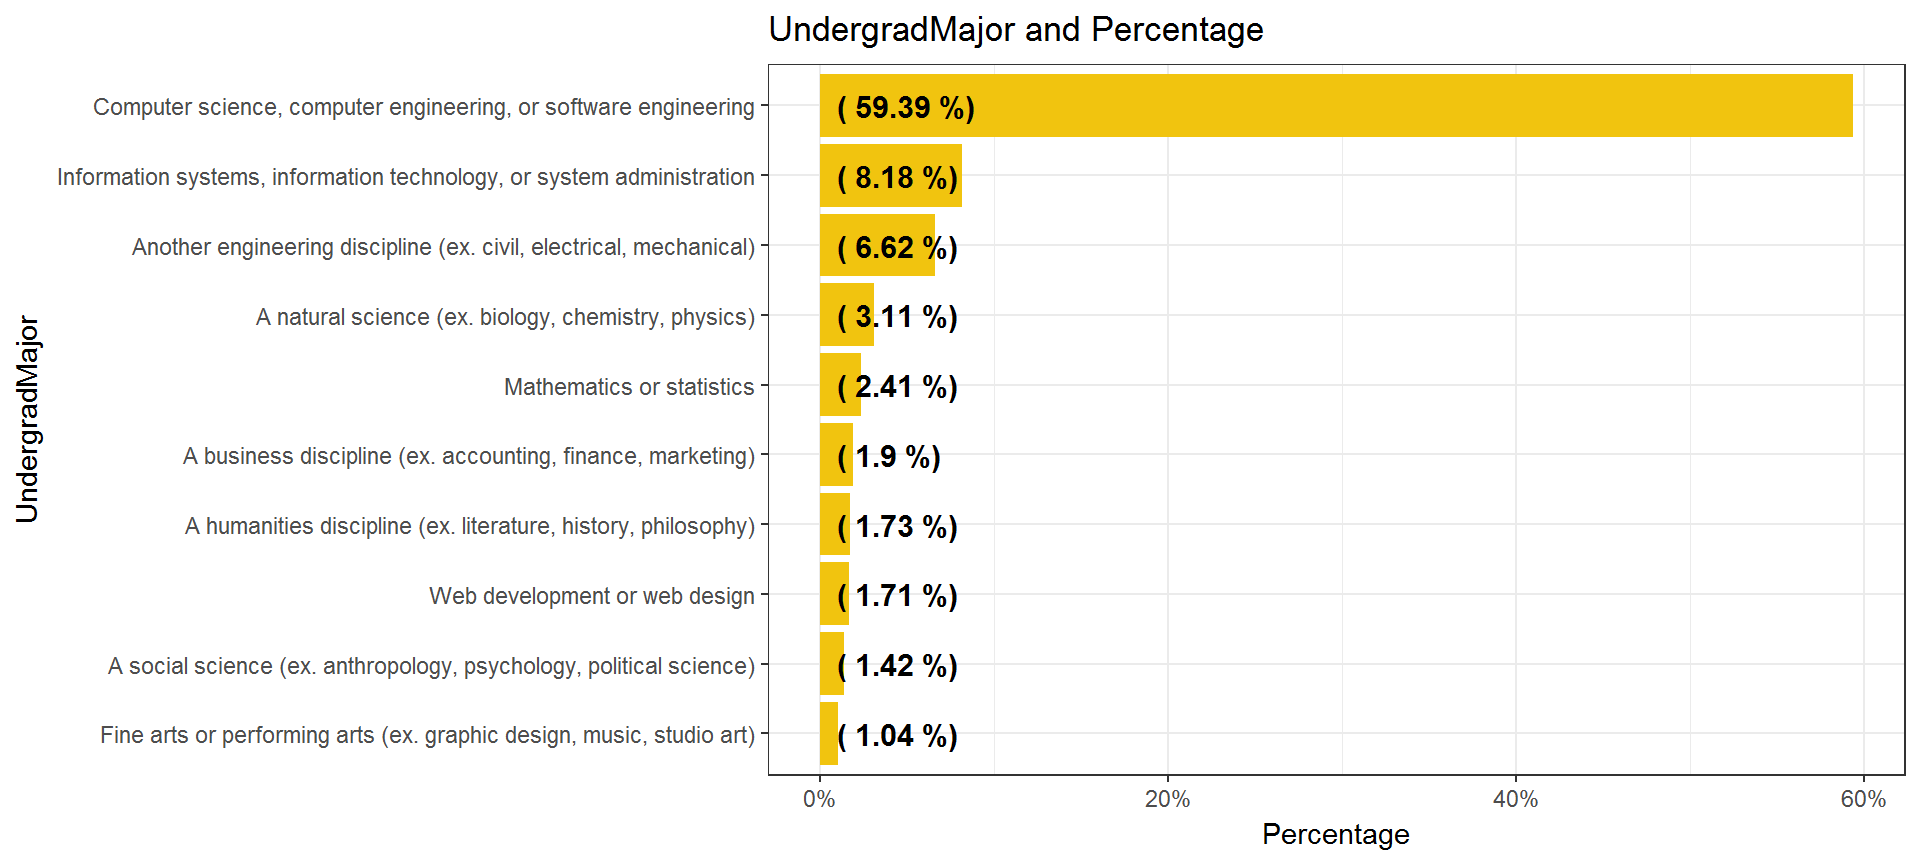 UndergradMajor and Percentage
Computer science, computer engineering, or software engineering
( 59.39 %)
Information systems, information technology, or system administration
( 8.18 %)
Another engineering discipline (ex. civil, electrical, mechanical)
( 6.62 %)
A natural science (ex. biology, chemistry, physics)
( 3.11 %)
Mathematics or statistics
( 2.41 %)
A business discipline (ex. accounting, finance, marketing)
( 1.9 %)
A humanities discipline (ex. literature, history, philosophy)
( 1.73 %)
Web development or web design
( 1.71 %)
A social science (ex. anthropology, psychology, political science)
( 1.42 %)
Fine arts or performing arts (ex. graphic design, music, studio art)
( 1.04 %)
UndergradMajor
0%
20%
40%
60%
Percentage